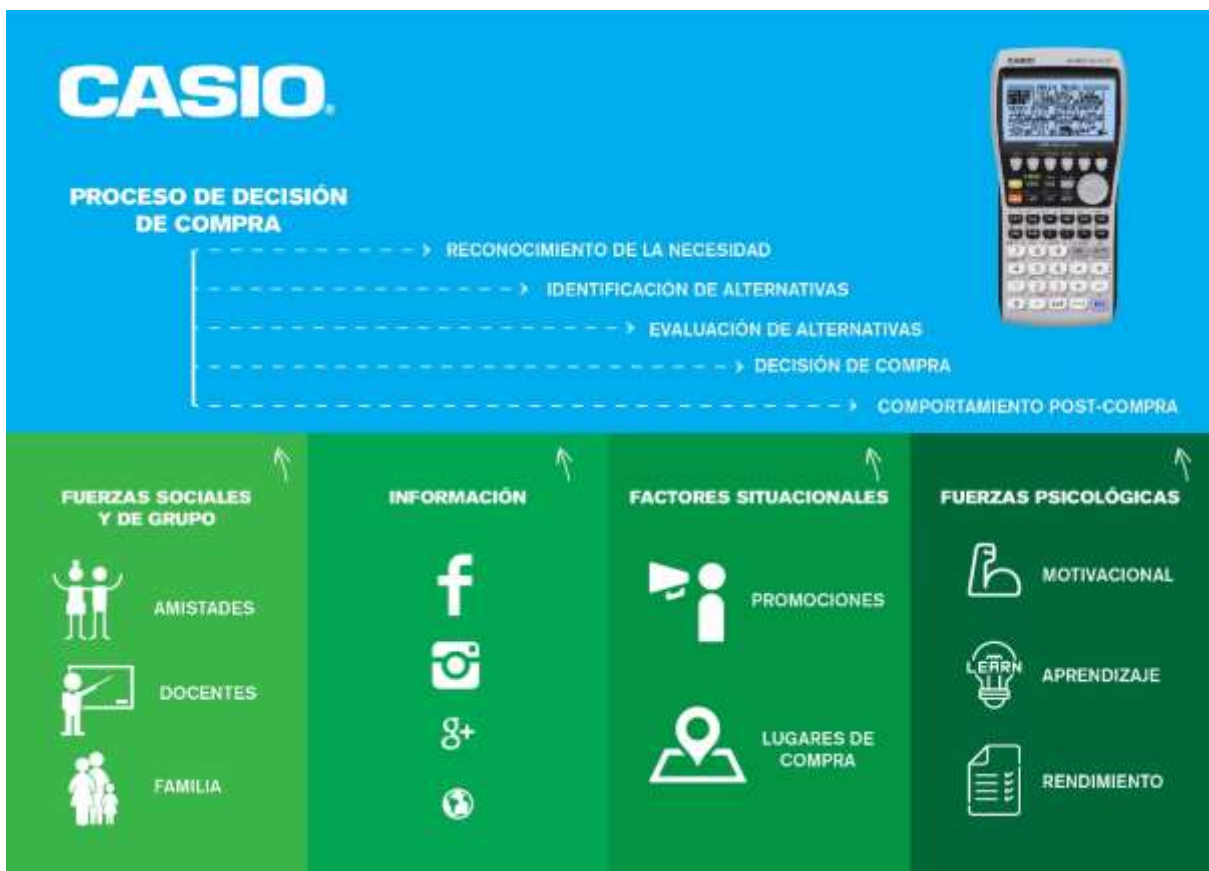 CASIO
PROCESO DE DECISIÓN
DE COMPRA
RECONOCIMIENTO DE LA NECESIDAD
IDENTIFICACIÓN DE ALTERNATIVAS
EVALUACIÓN DE ALTERNATIVAS
DECISIÓN DE COMPRA
COMPORTAMIENTO POST-COMPRA
FUERZAS SOCIALES
Y DE GRUPO
AMISTADES
DOCENTES
FAMILIA
INFORMACIÓN
f
g+
FACTORES SITUACIONALES
PROMOCIONES
LUGARES DE
COMPRA
FUERZAS PSICOLÓGICAS
MOTIVACIONAL
LEARN
APRENDIZAJE
RENDIMIENTO